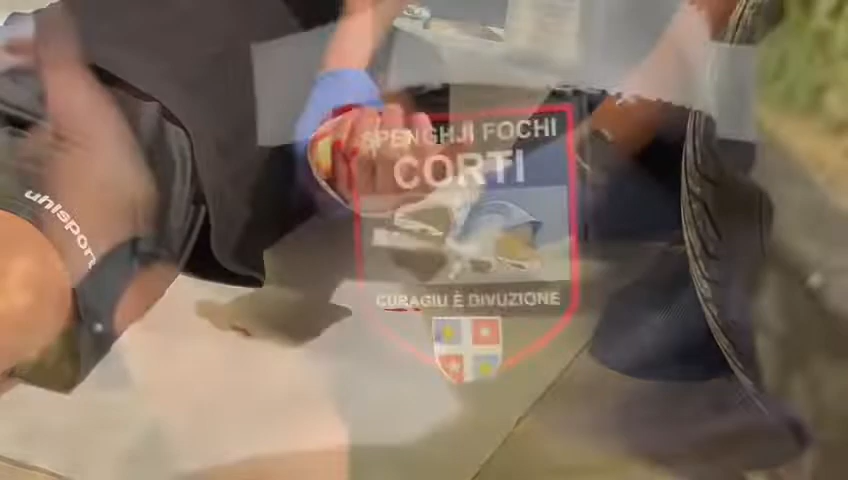 SPENGHJI FOCHI
CORTI
CURAGIU È DIVUZIONE
uhlsport